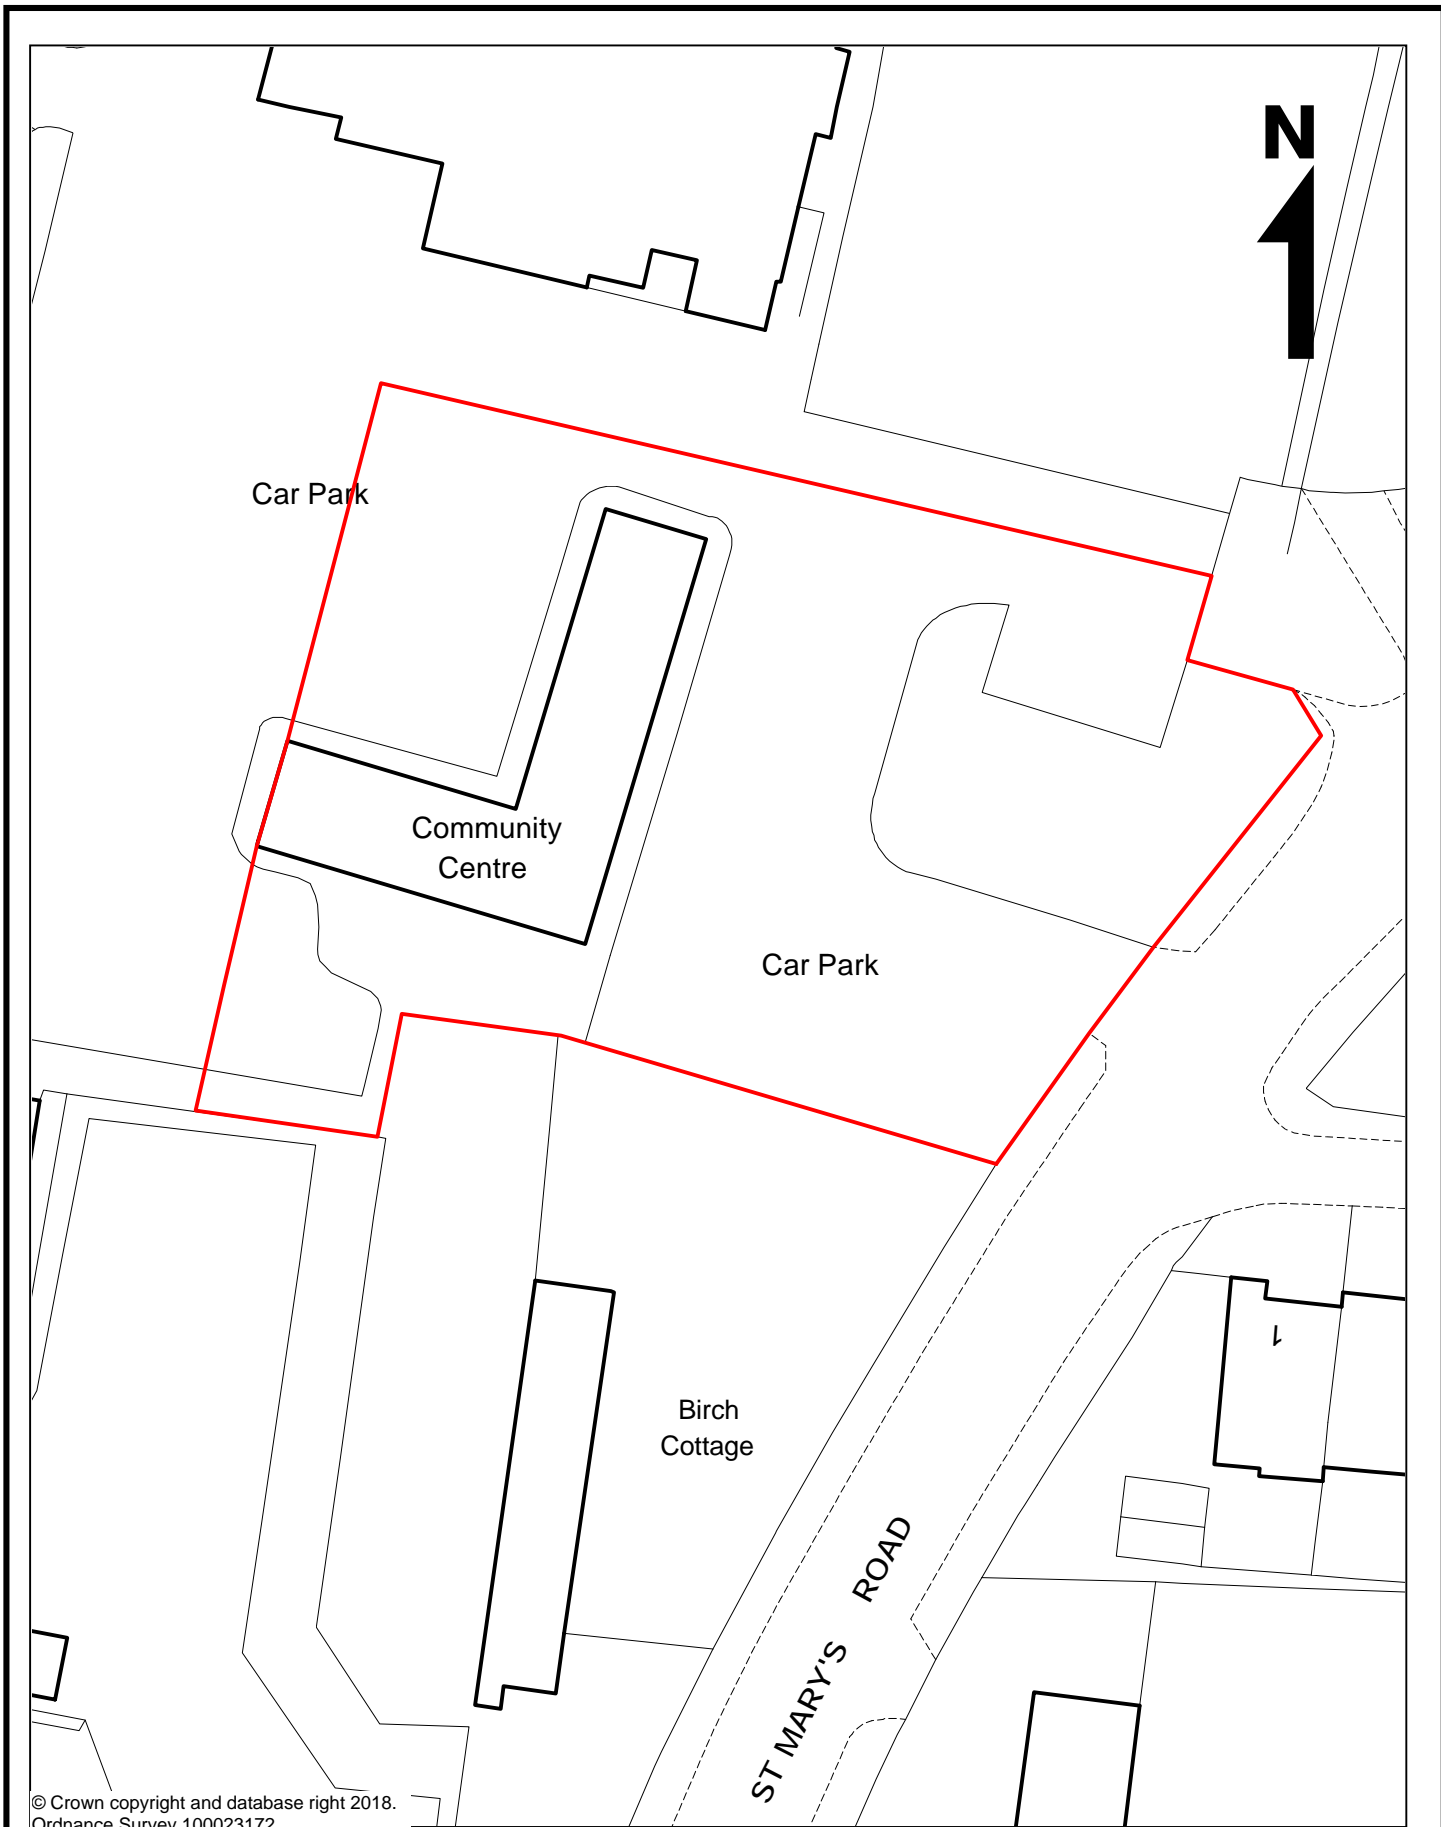 N
Car Park
Community
Centre
Car Park
Birch
Cottage
1
ST MARY'S ROAD
© Crown copyright and database right 2018.
Ordnance Survey 100023172